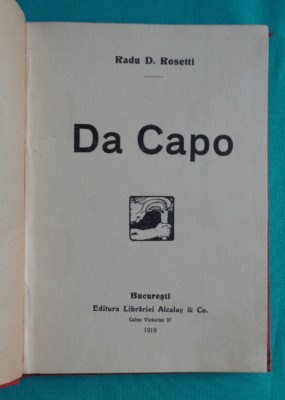 Radu D. Rosetti
Da Capo
București
Editura Librăriei Alcalay & Co.
Calea Victoriei 37
1919